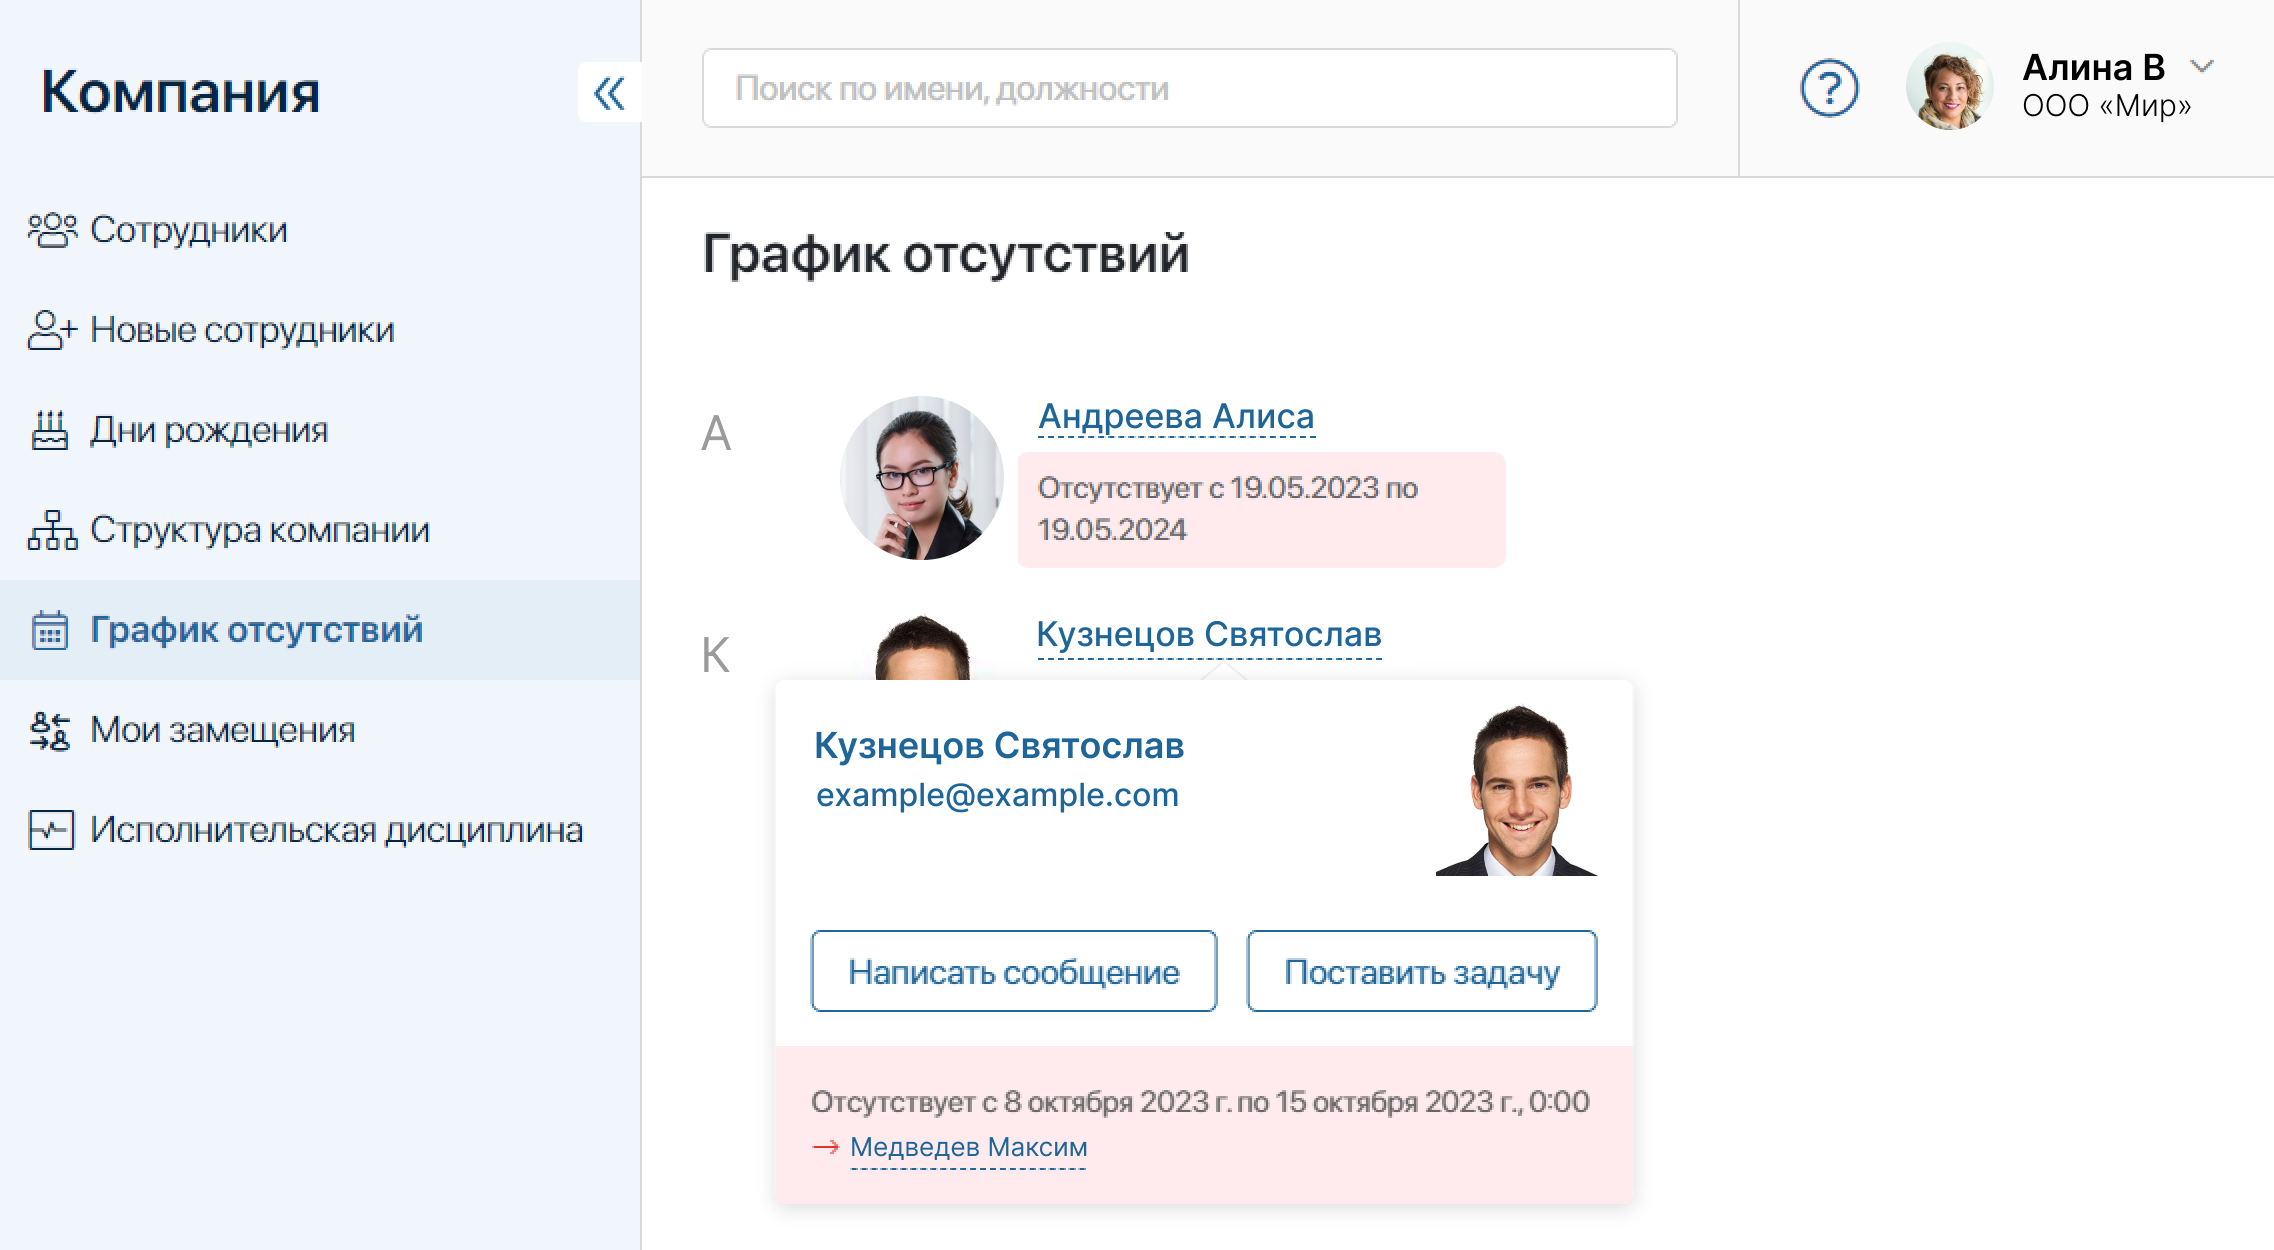 Компания
Поиск по имени, должности
?
Алина В
ООО «Мир»
Сотрудники
Новые сотрудники
Дни рождения
Структура компании
График отсутствий
Мои замещения
Исполнительская дисциплина
График отсутствий
А
Андреева Алиса
Отсутствует с 19.05.2023 по
19.05.2024
К
Кузнецов Святослав
Кузнецов Святослав
example@example.com
Написать сообщение
Поставить задачу
Отсутствует с 8 октября 2023 г. по 15 октября 2023 г., 0:00
→ Медведев Максим